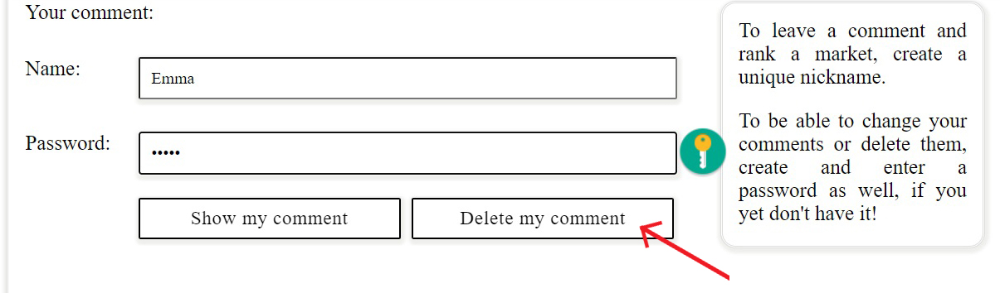 Your comment:
Name:
Emma
Password:
•••••
Show my comment
Delete my comment
To leave a comment and
rank a market, create a
unique nickname.
To be able to change your
comments or delete them,
create and enter a
password as well, if you
yet don't have it!